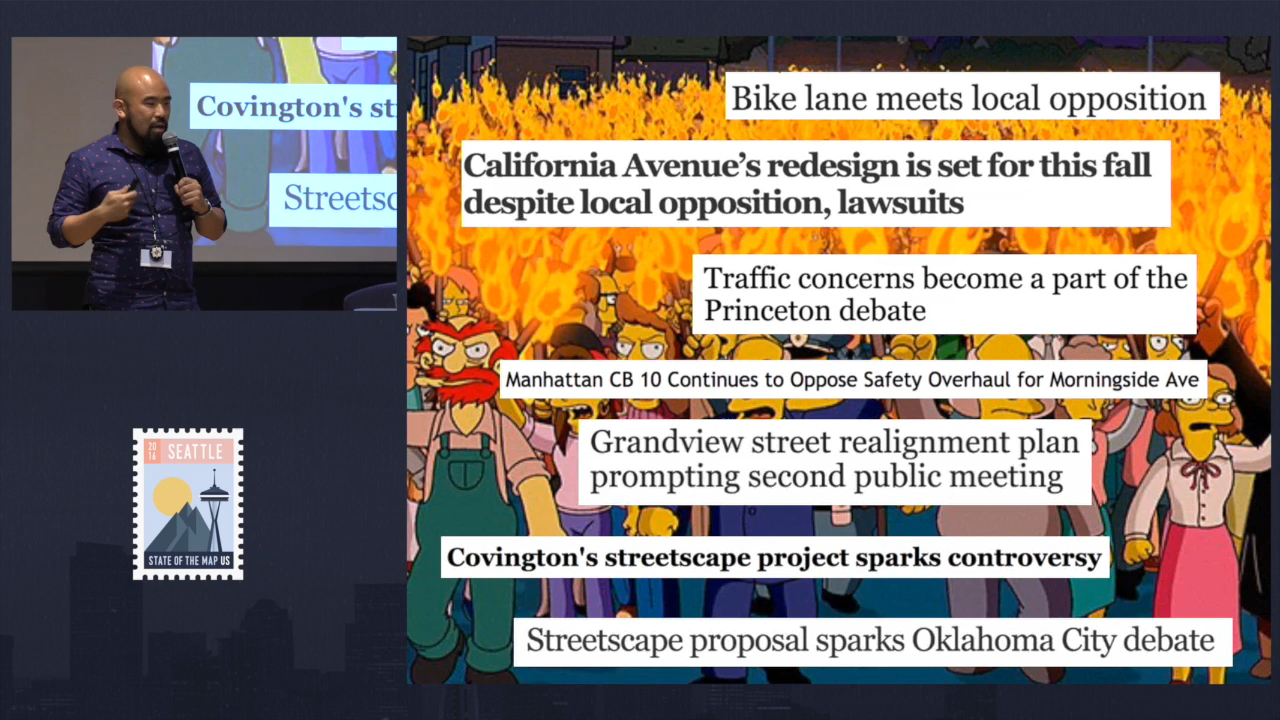 Covington's st
Streetsc
20
16
SEATTLE
STATE OF THE MAP US
Bike lane meets local opposition
California Avenue’s redesign is set for this fall
despite local opposition, lawsuits
Traffic concerns become a part of the
Princeton debate
Manhattan CB 10 Continues to Oppose Safety Overhaul for Morningside Ave
Grandview street realignment plan
prompting second public meeting
Covington's streetscape project sparks controversy
Streetscape proposal sparks Oklahoma City debate